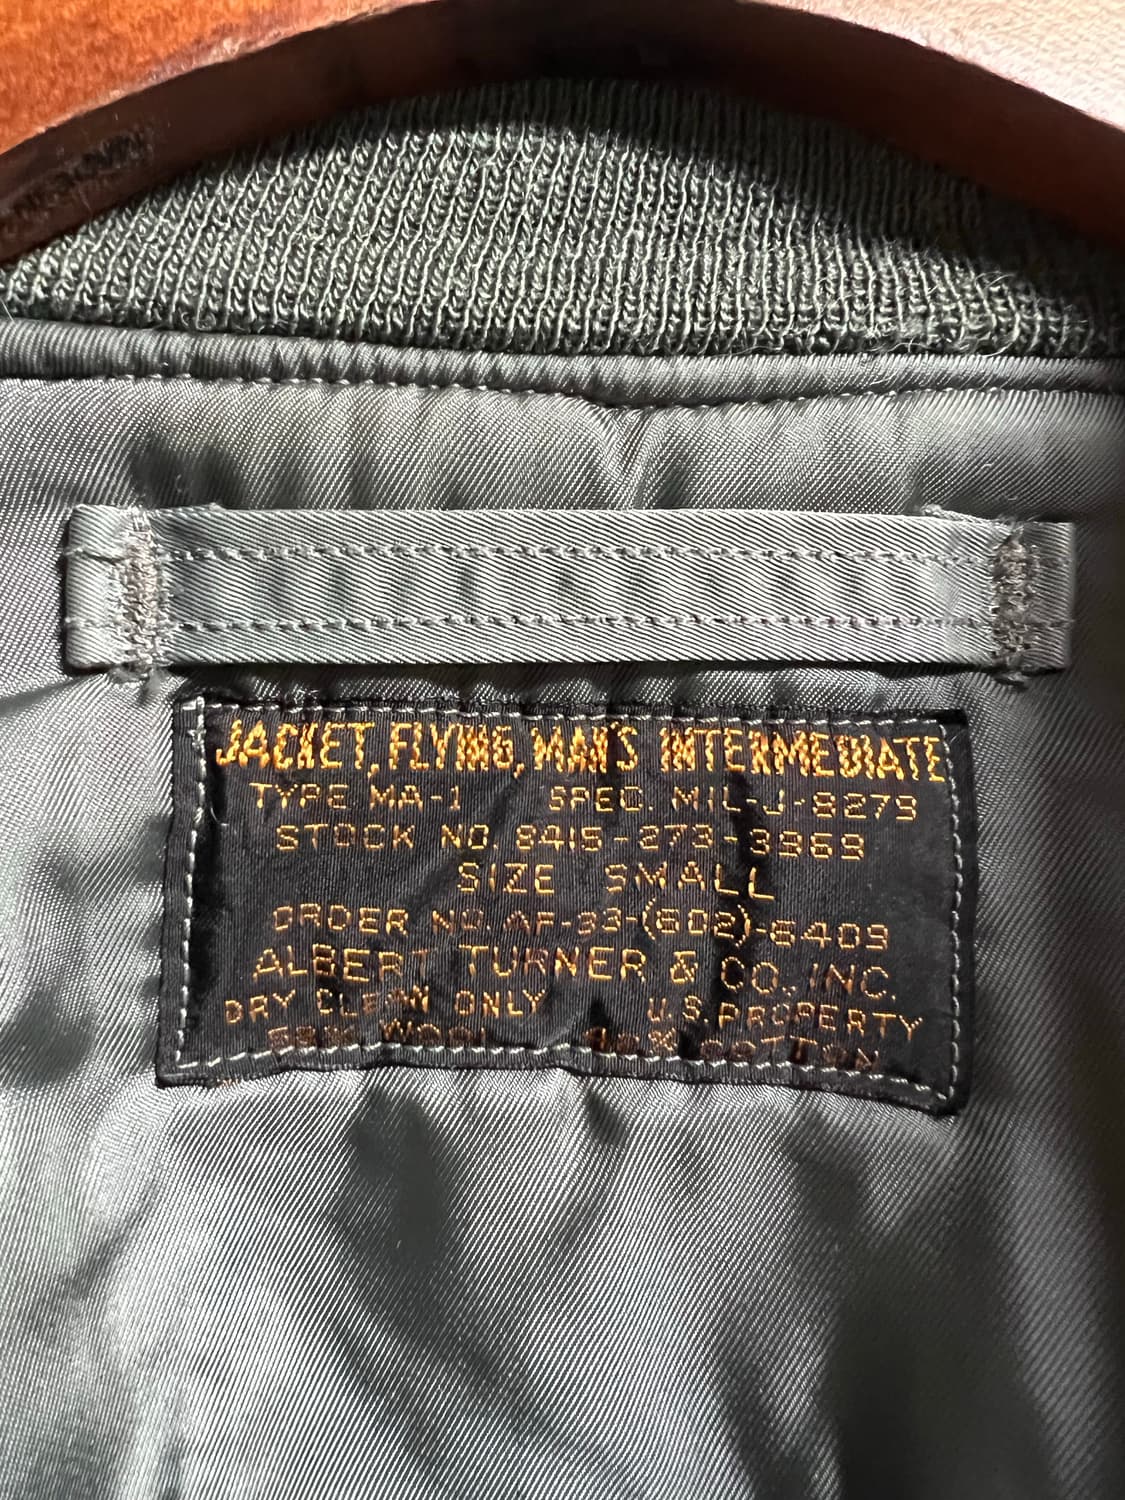 JACKET, FLYING, MAN'S INTERMEDIATE
TYPE MA-1 SPEC. MIL-J-8279
STOCK NO. 8415-273-3969
SIZE SMALL
ORDER NO. AF-33-(602)-6409
ALBERT TURNER & CO., INC.
DRY CLEAN ONLY U.S. PROPERTY
WOOL COTTON